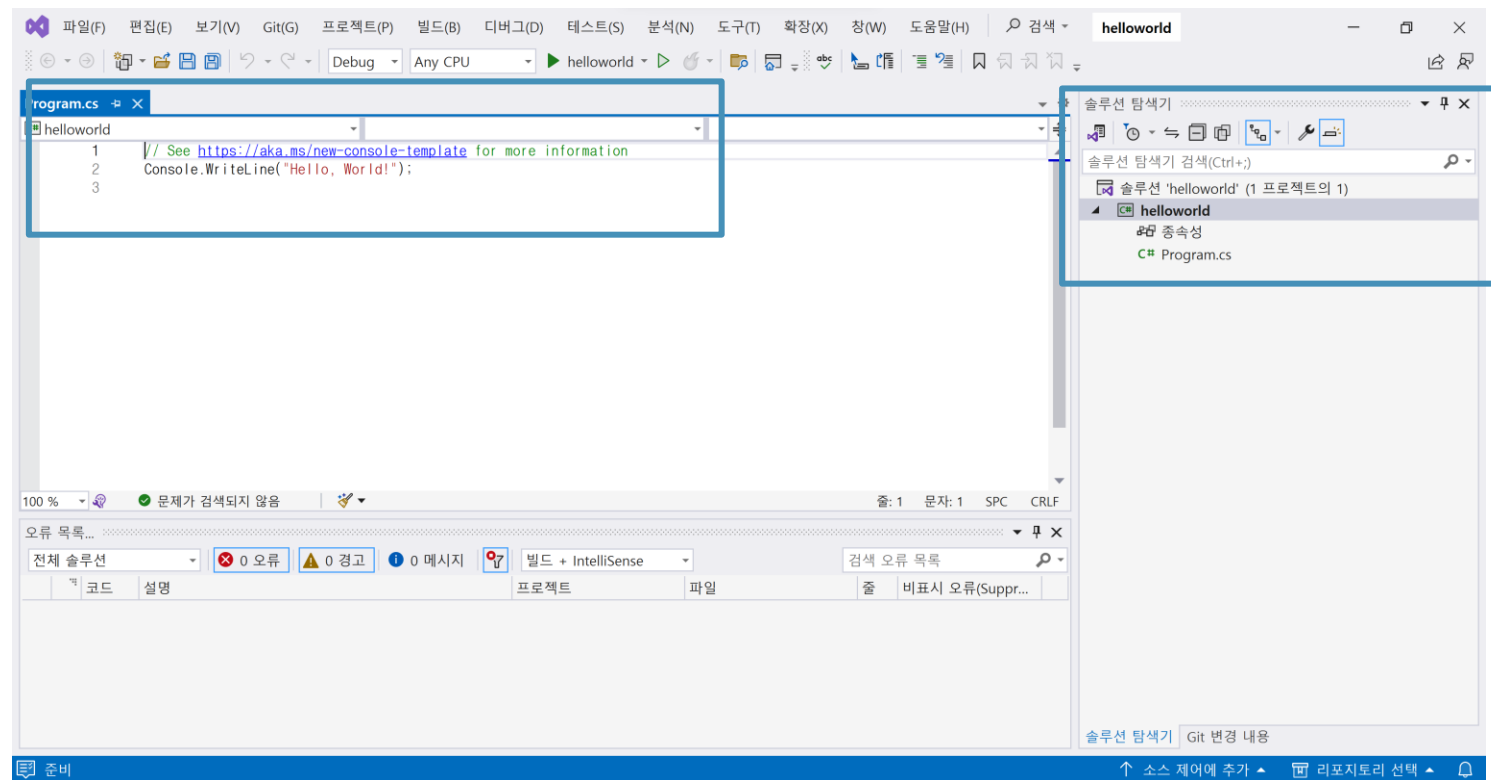 파일(F) 편집(E) 보기(V) Git(G) 프로젝트(P) 빌드(B) 디버그(D) 테스트(S) 분석(N) 도구(T) 확장(X) 창(W) 도움말(H) 검색 helloworld
Debug Any CPU helloworld abc
Program.cs
helloworld
1 // See https://aka.ms/new-console-template for more information
2 Console.WriteLine("Hello, World!");
3
100 % 문제가 검색되지 않음 줄: 1 문자: 1 SPC CRLF
오류 목록...
전체 솔루션 0 오류 0 경고 0 메시지 빌드 + IntelliSense 검색 오류 목록
코드 설명 프로젝트 파일 줄 비표시 오류(Suppr...
솔루션 탐색기
솔루션 탐색기 검색(Ctrl+;)
솔루션 'helloworld' (1 프로젝트의 1)
C# helloworld
종속성
C# Program.cs
솔루션 탐색기 Git 변경 내용
준비 소스 제어에 추가 리포지토리 선택